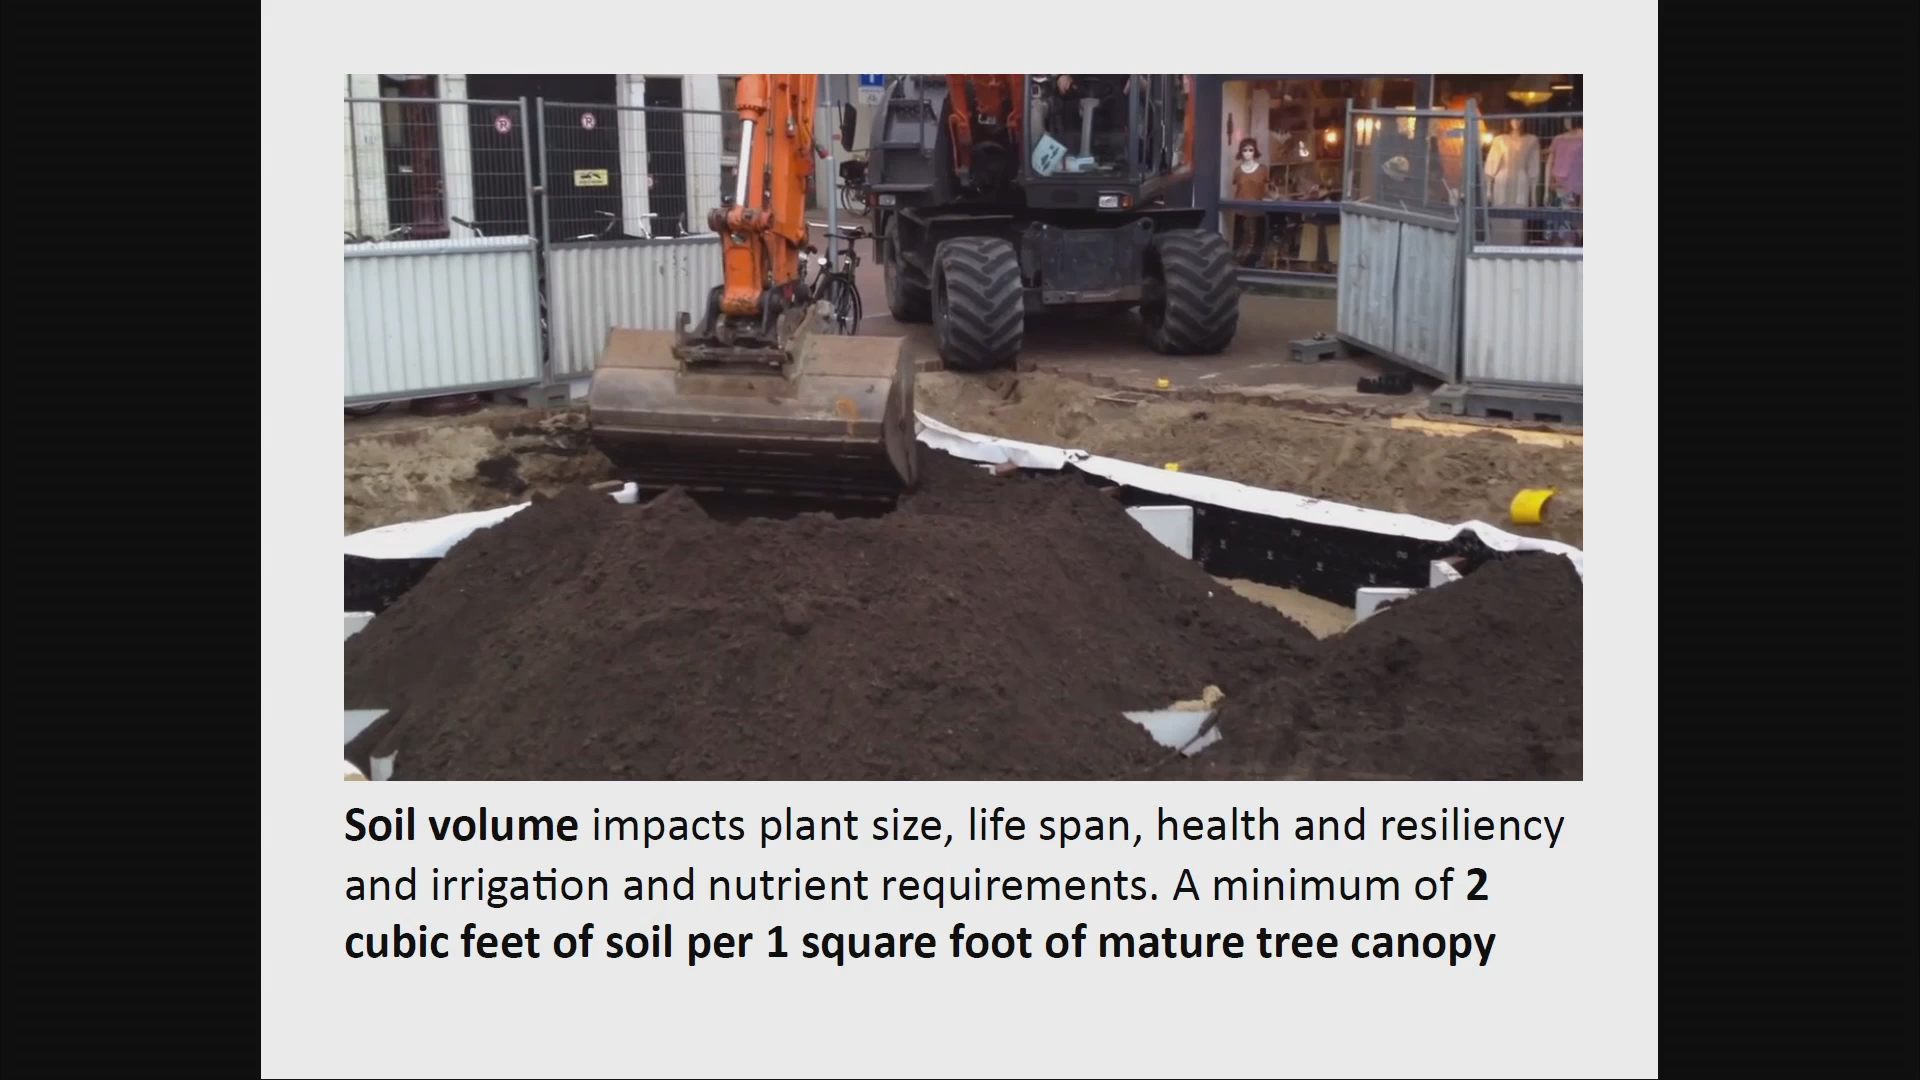 Soil volume impacts plant size, life span, health and resiliency
and irrigation and nutrient requirements. A minimum of 2
cubic feet of soil per 1 square foot of mature tree canopy